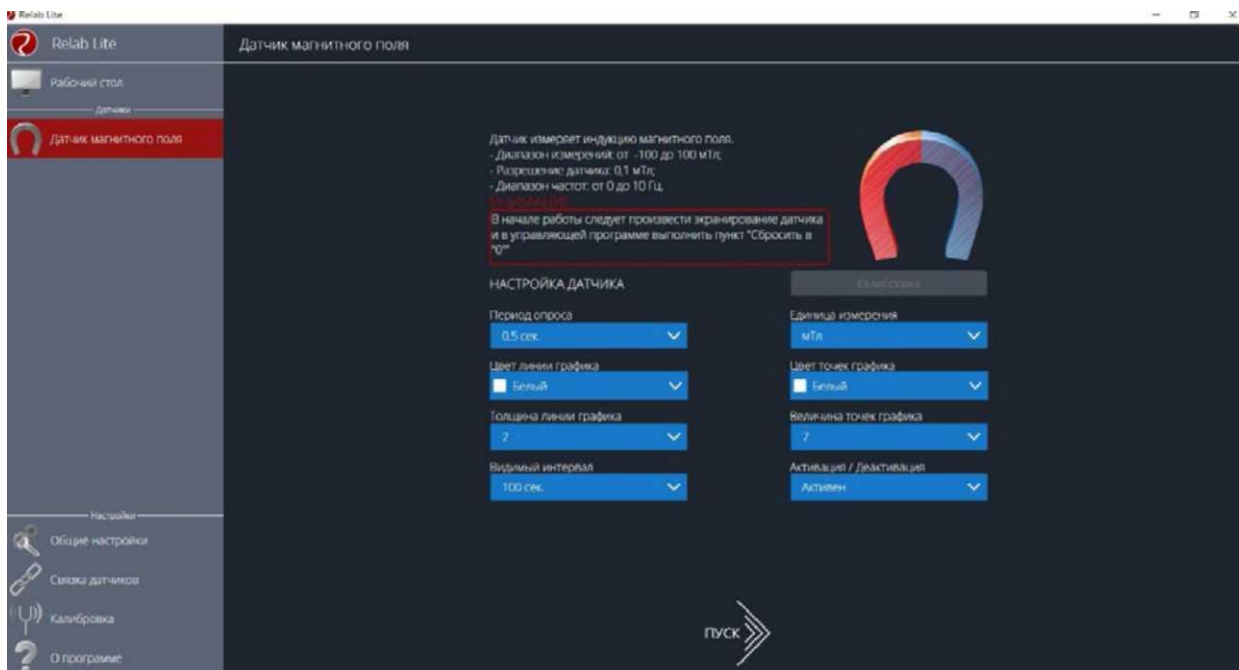 Relab Lite
Relab Lite
Датчик магнитного поля
Рабочий стол
Датчики
Датчик магнитного поля
Датчик измеряет индукцию магнитного поля.
- Диапазон измерений: от -100 до 100 мТл;
- Разрешение датчика: 0,1 мТл;
- Диапазон частот: от 0 до 10 Гц.
ВНИМАНИЕ
В начале работы следует произвести экранирование датчика
и в управляющей программе выполнить пункт "Сбросить в
"0""
НАСТРОЙКА ДАТЧИКА
Калибровка
Период опроса
Единица измерения
0.5 сек.
мТл
Цвет линии графика
Цвет точек графика
Белый
Белый
Толщина линии графика
Величина точек графика
2
7
Видимый интервал
Активация / Деактивация
100 сек.
Активен
Настройки
Общие настройки
Связка датчиков
Калибровка
О программе
ПУСК